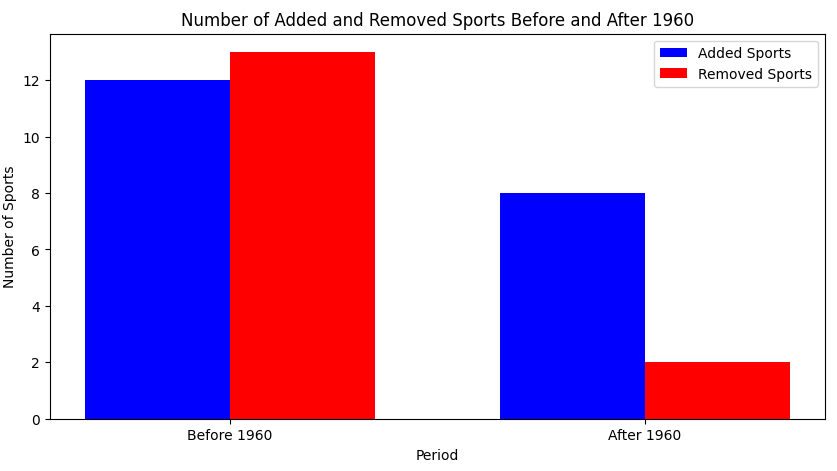 Number of Added and Removed Sports Before and After 1960
Added Sports
Removed Sports
Number of Sports
12
10
8
6
4
2
0
Before 1960
After 1960
Period